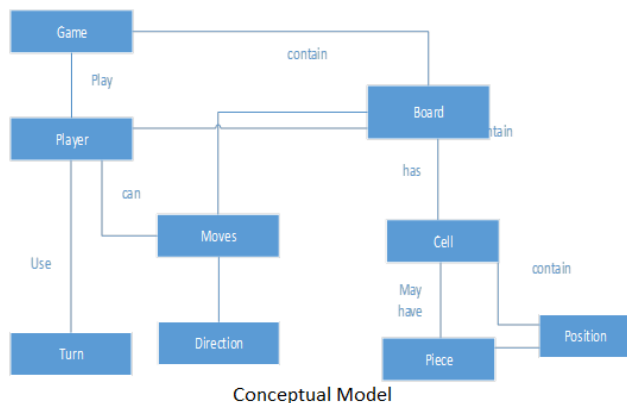 Game
contain
Play
Board
Player
ntain
has
can
Moves
Cell
Use
contain
May
have
Direction
Position
Turn
Piece
Conceptual Model